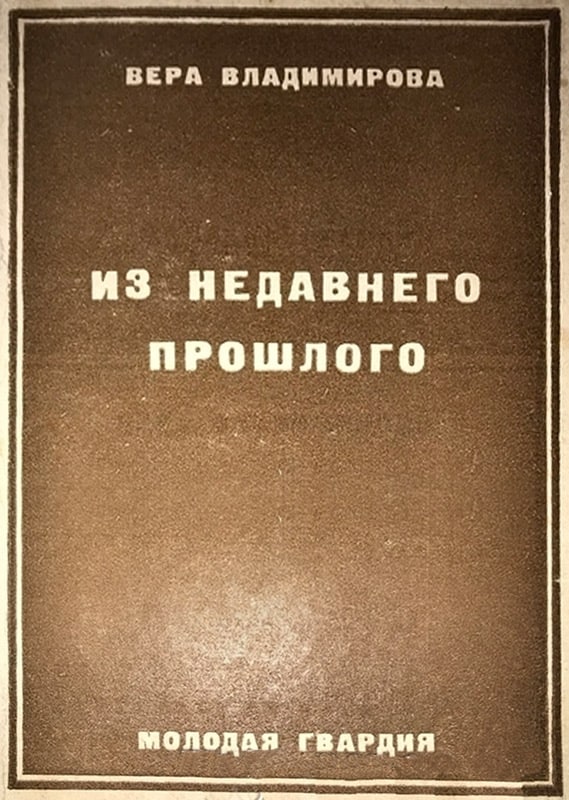 ВЕРА ВЛАДИМИРОВА
ИЗ НЕДАВНЕГО
ПРОШЛОГО
МОЛОДАЯ ГВАРДИЯ